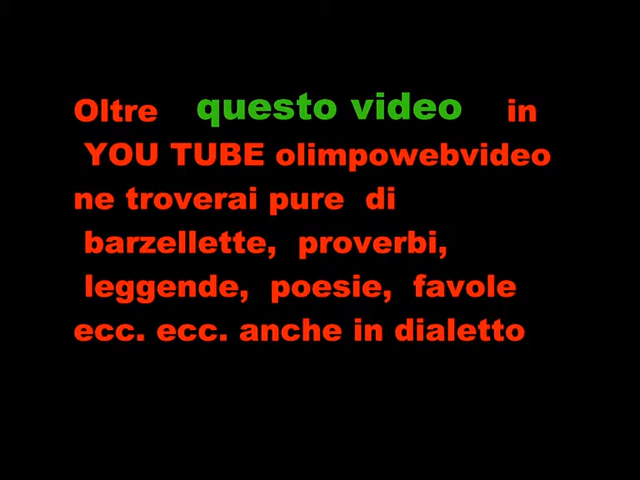 Oltre questo video in
YOU TUBE olimpowebvideo
ne troverai pure di
barzellette, proverbi,
leggende, poesie, favole
ecc. ecc. anche in dialetto